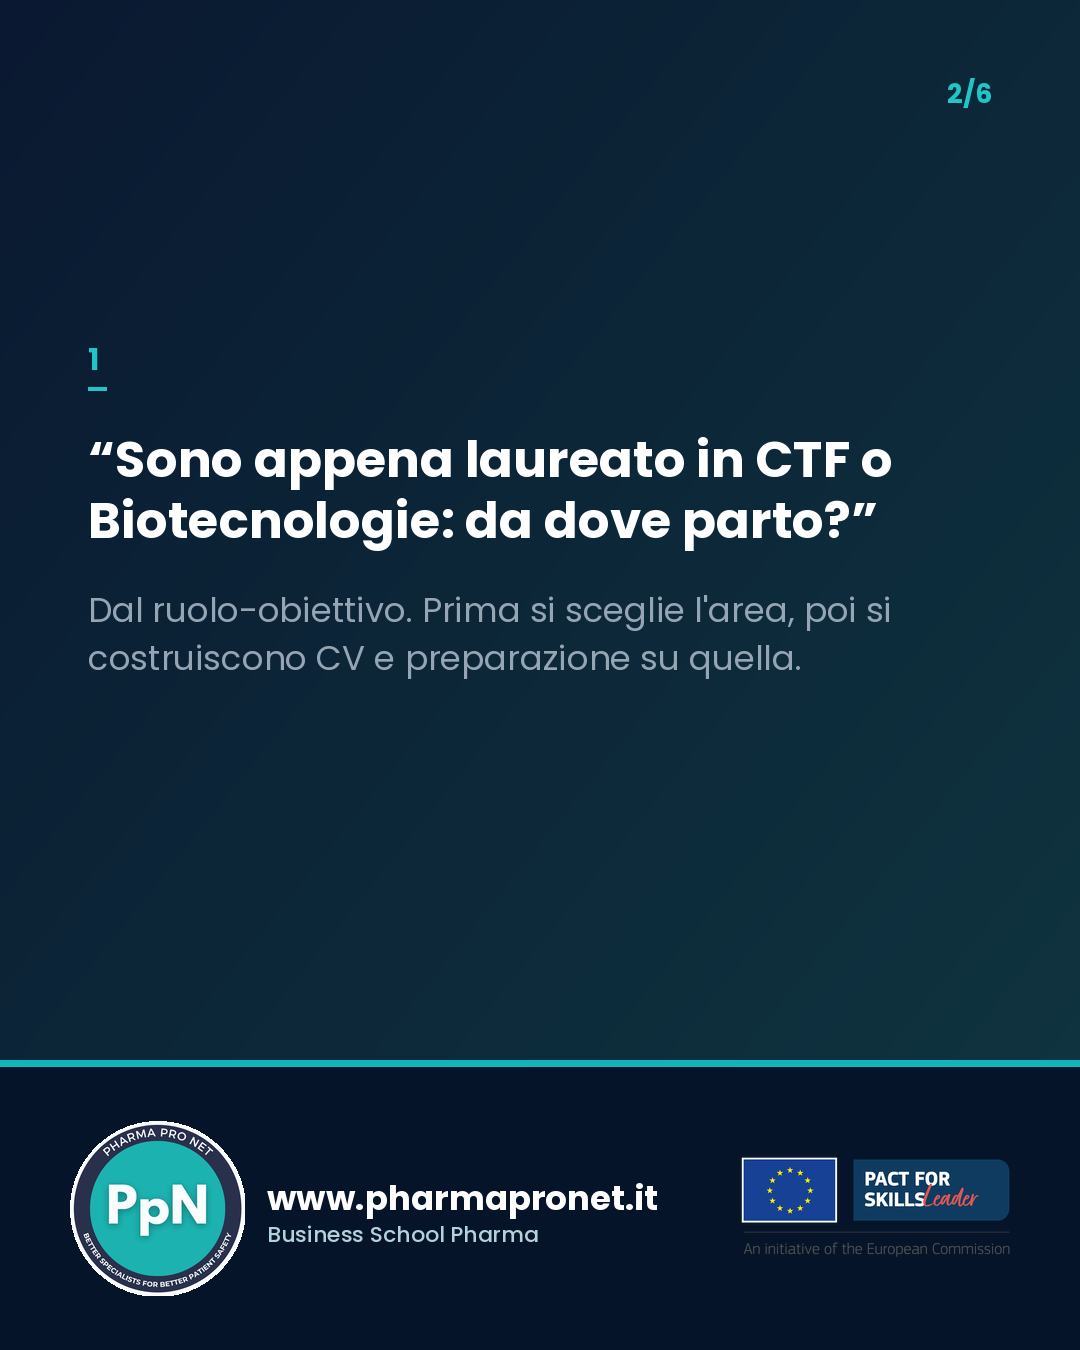 2/6
1
“Sono appena laureato in CTF o
Biotecnologie: da dove parto?”
Dal ruolo-obiettivo. Prima si sceglie l'area, poi si
costruiscono CV e preparazione su quella.
PHARMA PRO NET
PpN
BETTER SPECIALISTS FOR BETTER PATIENT SAFETY
www.pharmapronet.it
Business School Pharma
PACT FOR
SKILLS Leader
An initiative of the European Commission